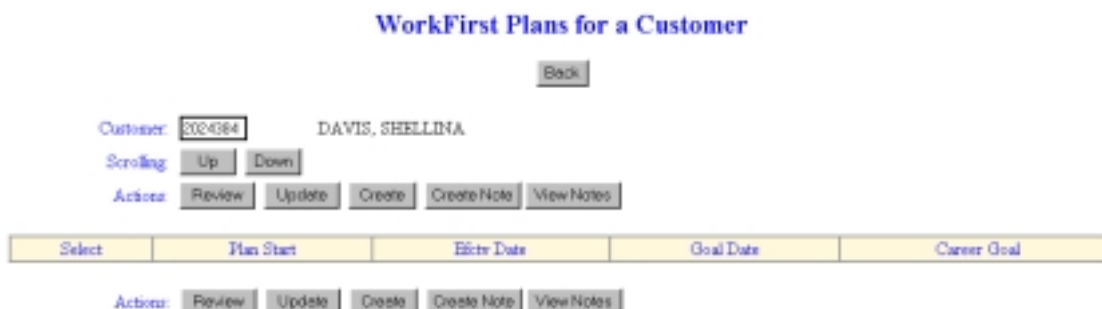 WorkFirst Plans for a Customer
Back
Customer: 2024384 DAVIS, SHELLINA
Scrolling: Up Down
Actions: Review Update Create Create Note View Notes
Select Plan Start Efctv Date Goal Date Career Goal
Actions: Review Update Create Create Note View Notes